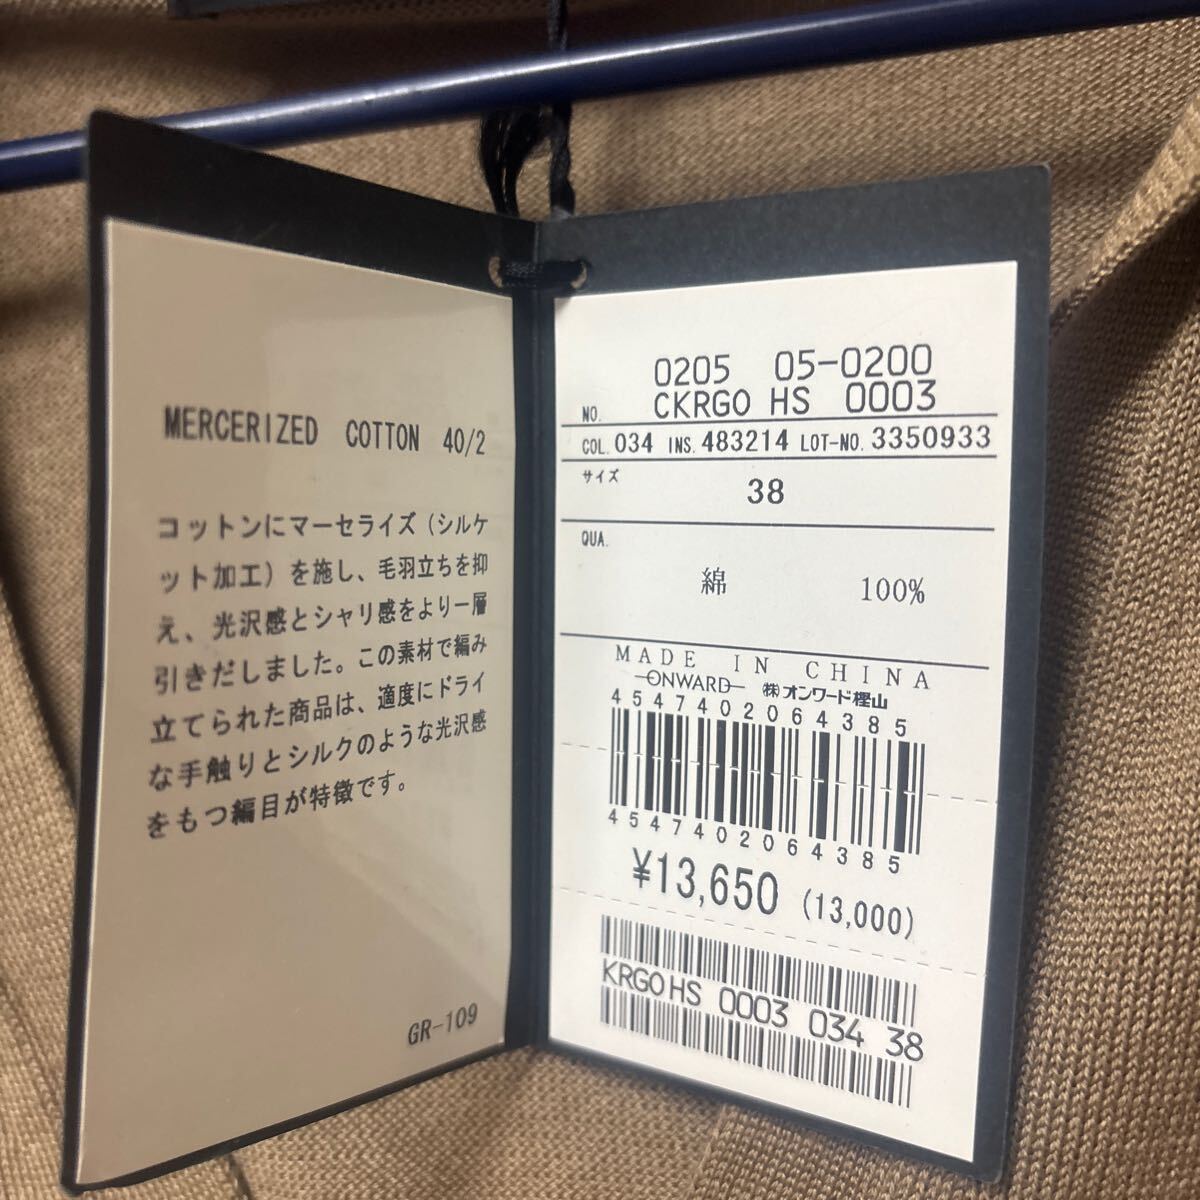 MERCERIZED COTTON 40/2
コットンにマーセライズ（シルケ
ット加工）を施し、毛羽立ちを抑
え、光沢感とシャリ感をより一層
引きだしました。この素材で編み
立てられた商品は、適度にドライ
な手触りとシルクのような光沢感
をもつ編目が特徴です。
GR-109
0205 05-0200
NO. CKRGO HS 0003
COL. 034 INS. 483214 LOT-NO. 3350933
サイズ
38
QUA.
綿 100%
MADE IN CHINA
ONWARD ㈱オンワード樫山
4547402064385
4547402064385
¥13,650 (13,000)
KRGO HS 0003 034 38